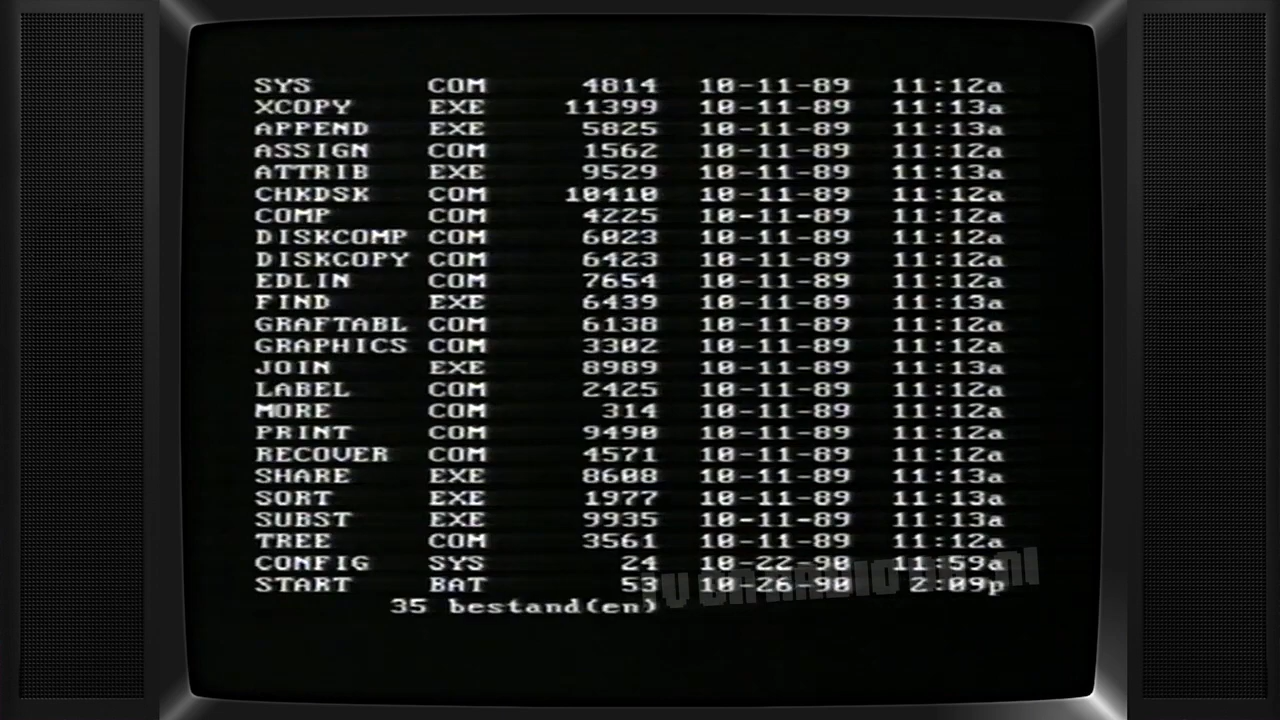 SYS COM 4814 10-11-89 11:12a
XCOPY EXE 11399 10-11-89 11:13a
APPEND EXE 5825 10-11-89 11:13a
ASSIGN COM 1562 10-11-89 11:12a
ATTRIB EXE 9529 10-11-89 11:13a
CHKDSK COM 10410 10-11-89 11:12a
COMP COM 4225 10-11-89 11:12a
DISKCOMP COM 6023 10-11-89 11:12a
DISKCOPY COM 6423 10-11-89 11:12a
EDLIN COM 7654 10-11-89 11:12a
FIND EXE 6439 10-11-89 11:13a
GRAFTABL COM 6138 10-11-89 11:12a
GRAPHICS COM 3302 10-11-89 11:12a
JOIN EXE 8989 10-11-89 11:13a
LABEL COM 2425 10-11-89 11:12a
MORE COM 314 10-11-89 11:12a
PRINT COM 9490 10-11-89 11:12a
RECOVER COM 4571 10-11-89 11:12a
SHARE EXE 8608 10-11-89 11:13a
SORT EXE 1977 10-11-89 11:13a
SUBST EXE 9935 10-11-89 11:13a
TREE COM 3561 10-11-89 11:12a
CONFIG SYS 24 10-22-90 11:59a
START BAT 53 10-26-90 2:09p
35 bestand(en)